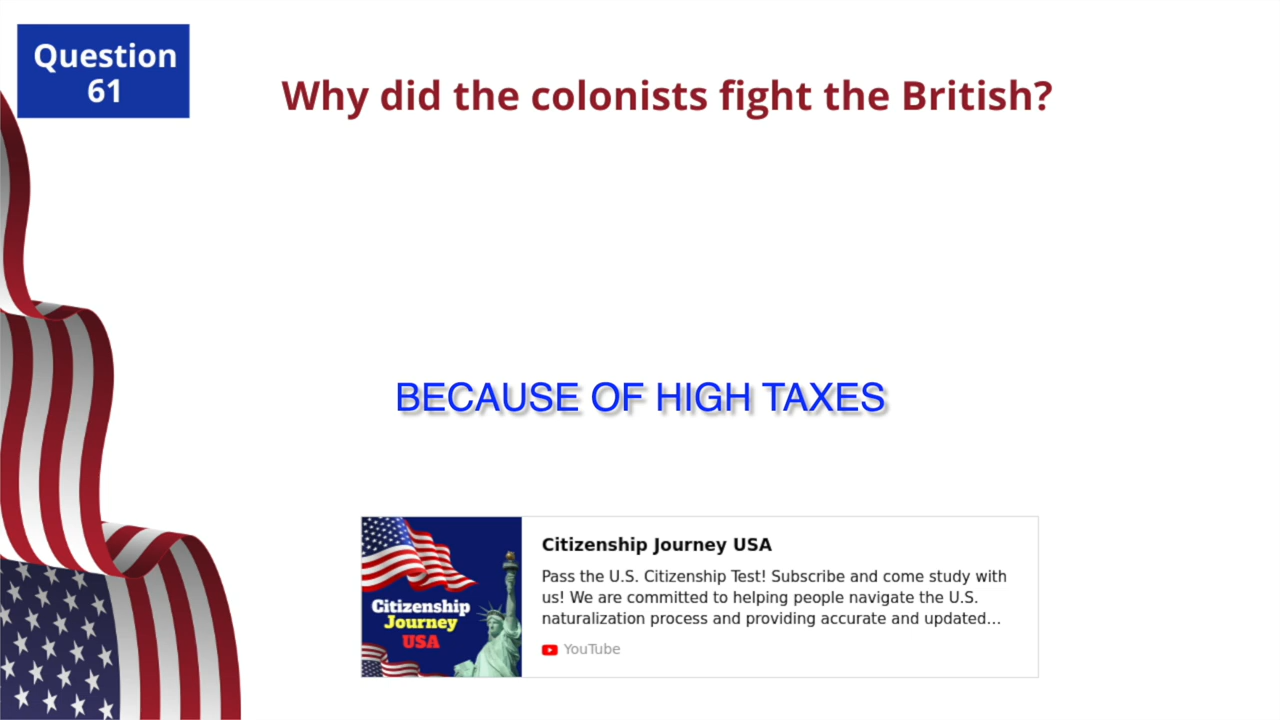 Question
61
Why did the colonists fight the British?
BECAUSE OF HIGH TAXES
Citizenship
Journey
USA
Citizenship Journey USA
Pass the U.S. Citizenship Test! Subscribe and come study with
us! We are committed to helping people navigate the U.S.
naturalization process and providing accurate and updated...
YouTube